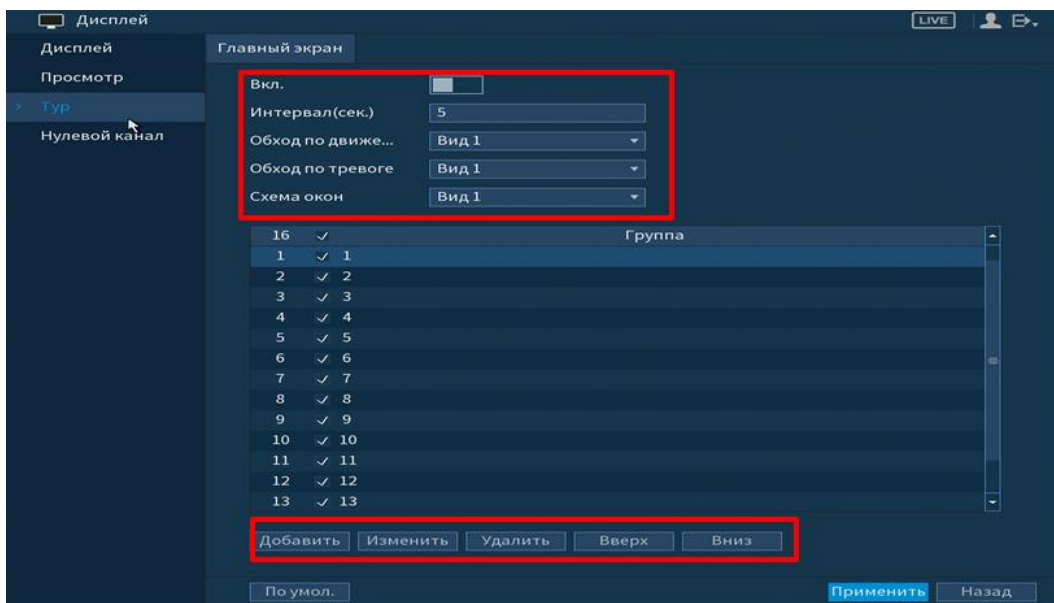 Дисплей LIVE
Дисплей
Просмотр
Тур
Нулевой канал
Главный экран
Вкл.
Интервал(сек.) 5
Обход по движе... Вид 1
Обход по тревоге Вид 1
Схема окон Вид 1
16 Группа
1 1
2 2
3 3
4 4
5 5
6 6
7 7
8 8
9 9
10 10
11 11
12 12
13 13
Добавить Изменить Удалить Вверх Вниз
По умол. Применить Назад